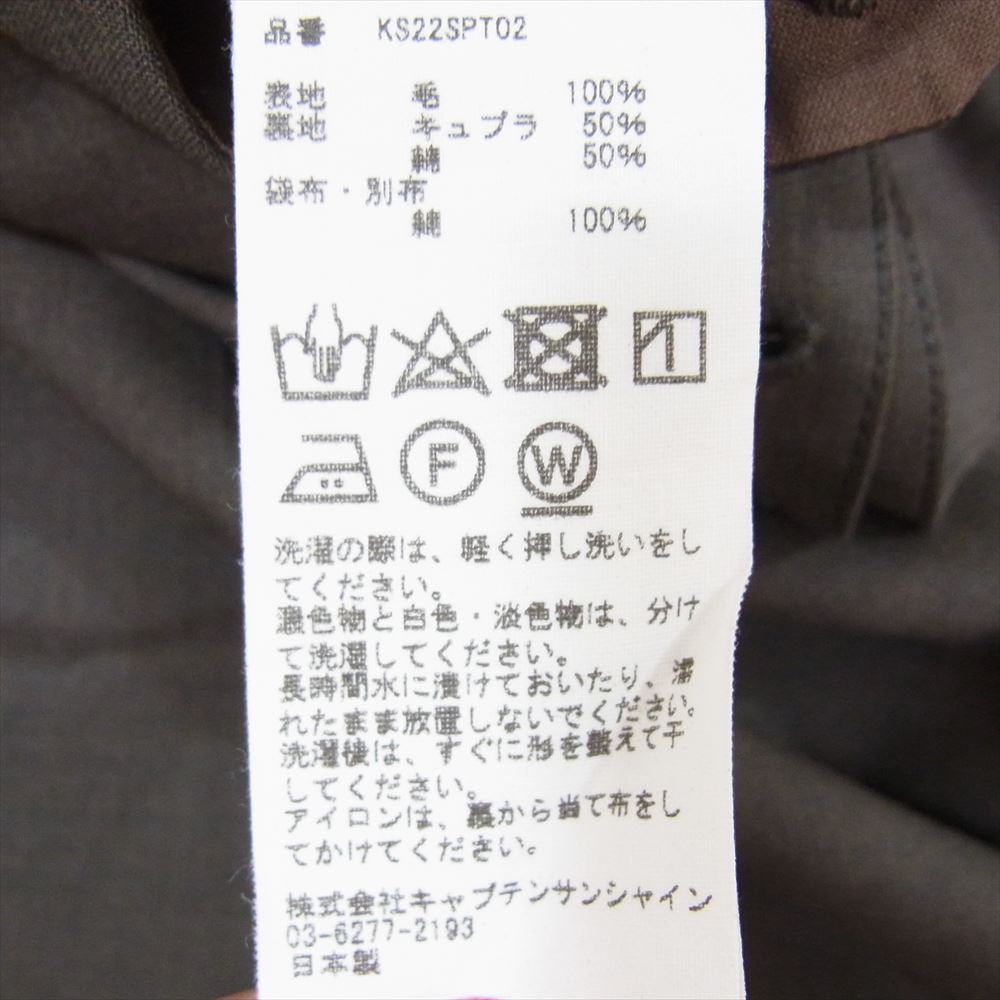 品番 KS22SPT02
表地 毛 100%
裏地 キュプラ 50%
綿 50%
袋布・別布
綿 100%
F W
洗濯の際は、軽く押し洗いをし
てください。
濃色物と白色・淡色物は、分け
て洗濯してください。
長時間水に漬けておいたり、濡
れたまま放置しないでください。
洗濯後は、すぐに形を整えて干
してください。
アイロンは、裏から当て布をし
てかけてください。
株式会社キャプテンサンシャイン
03-6277-2193
日本製